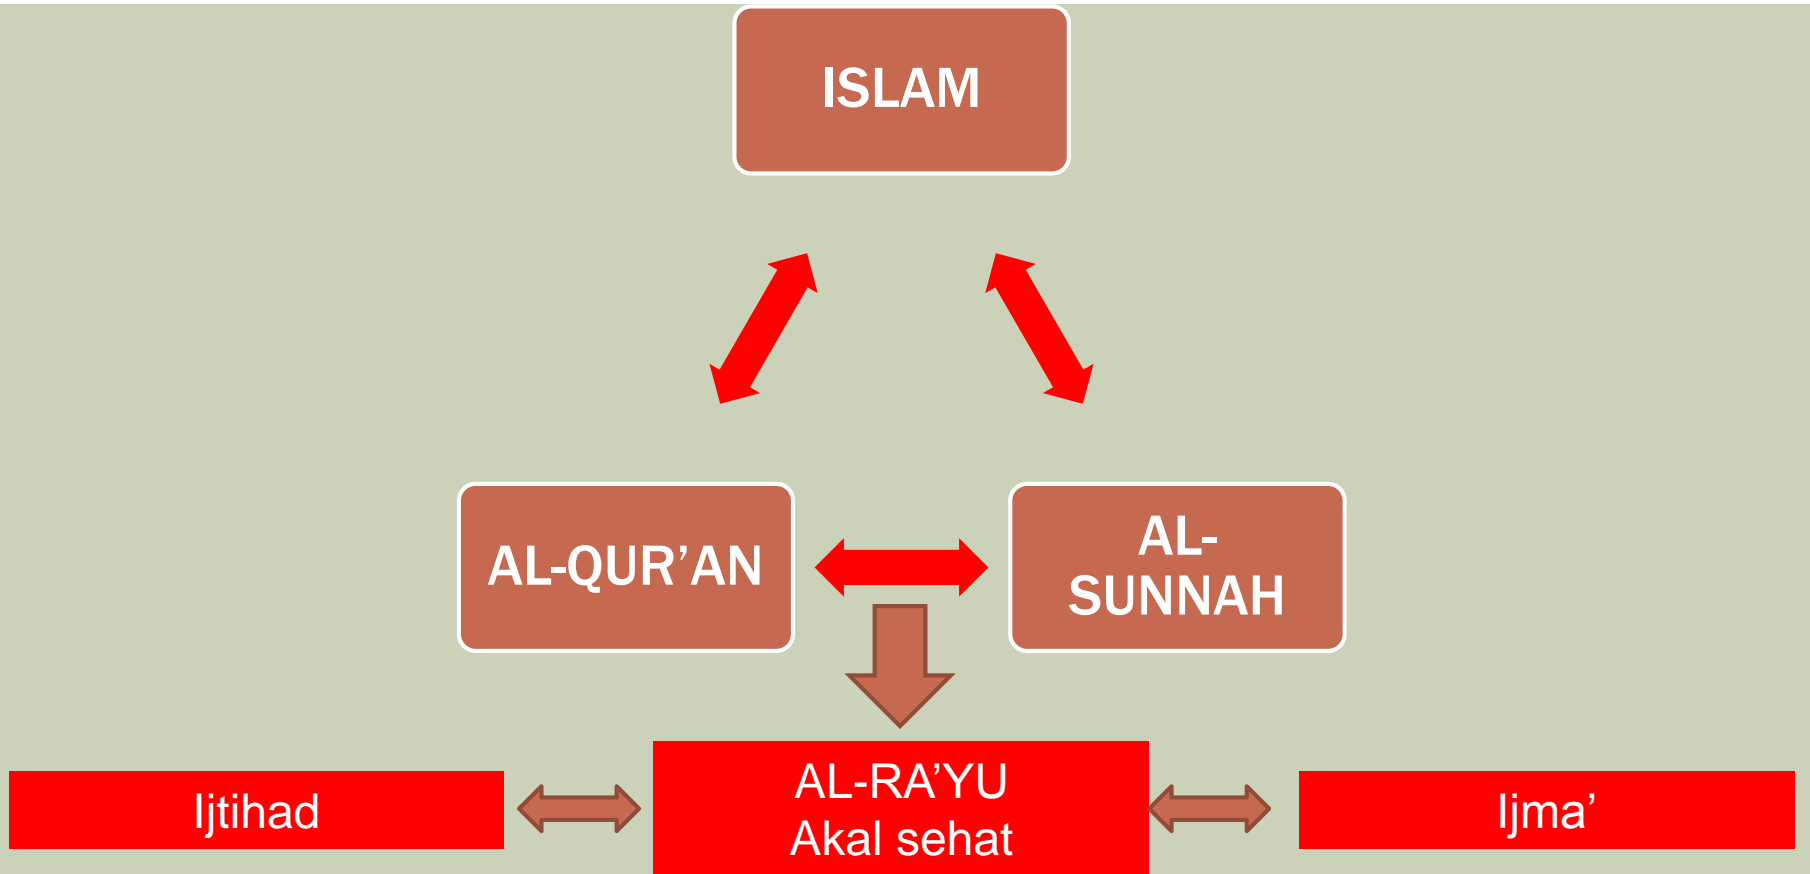 ISLAM
AL-QUR’AN
AL-
SUNNAH
Ijtihad
AL-RA’YU
Akal sehat
Ijma’